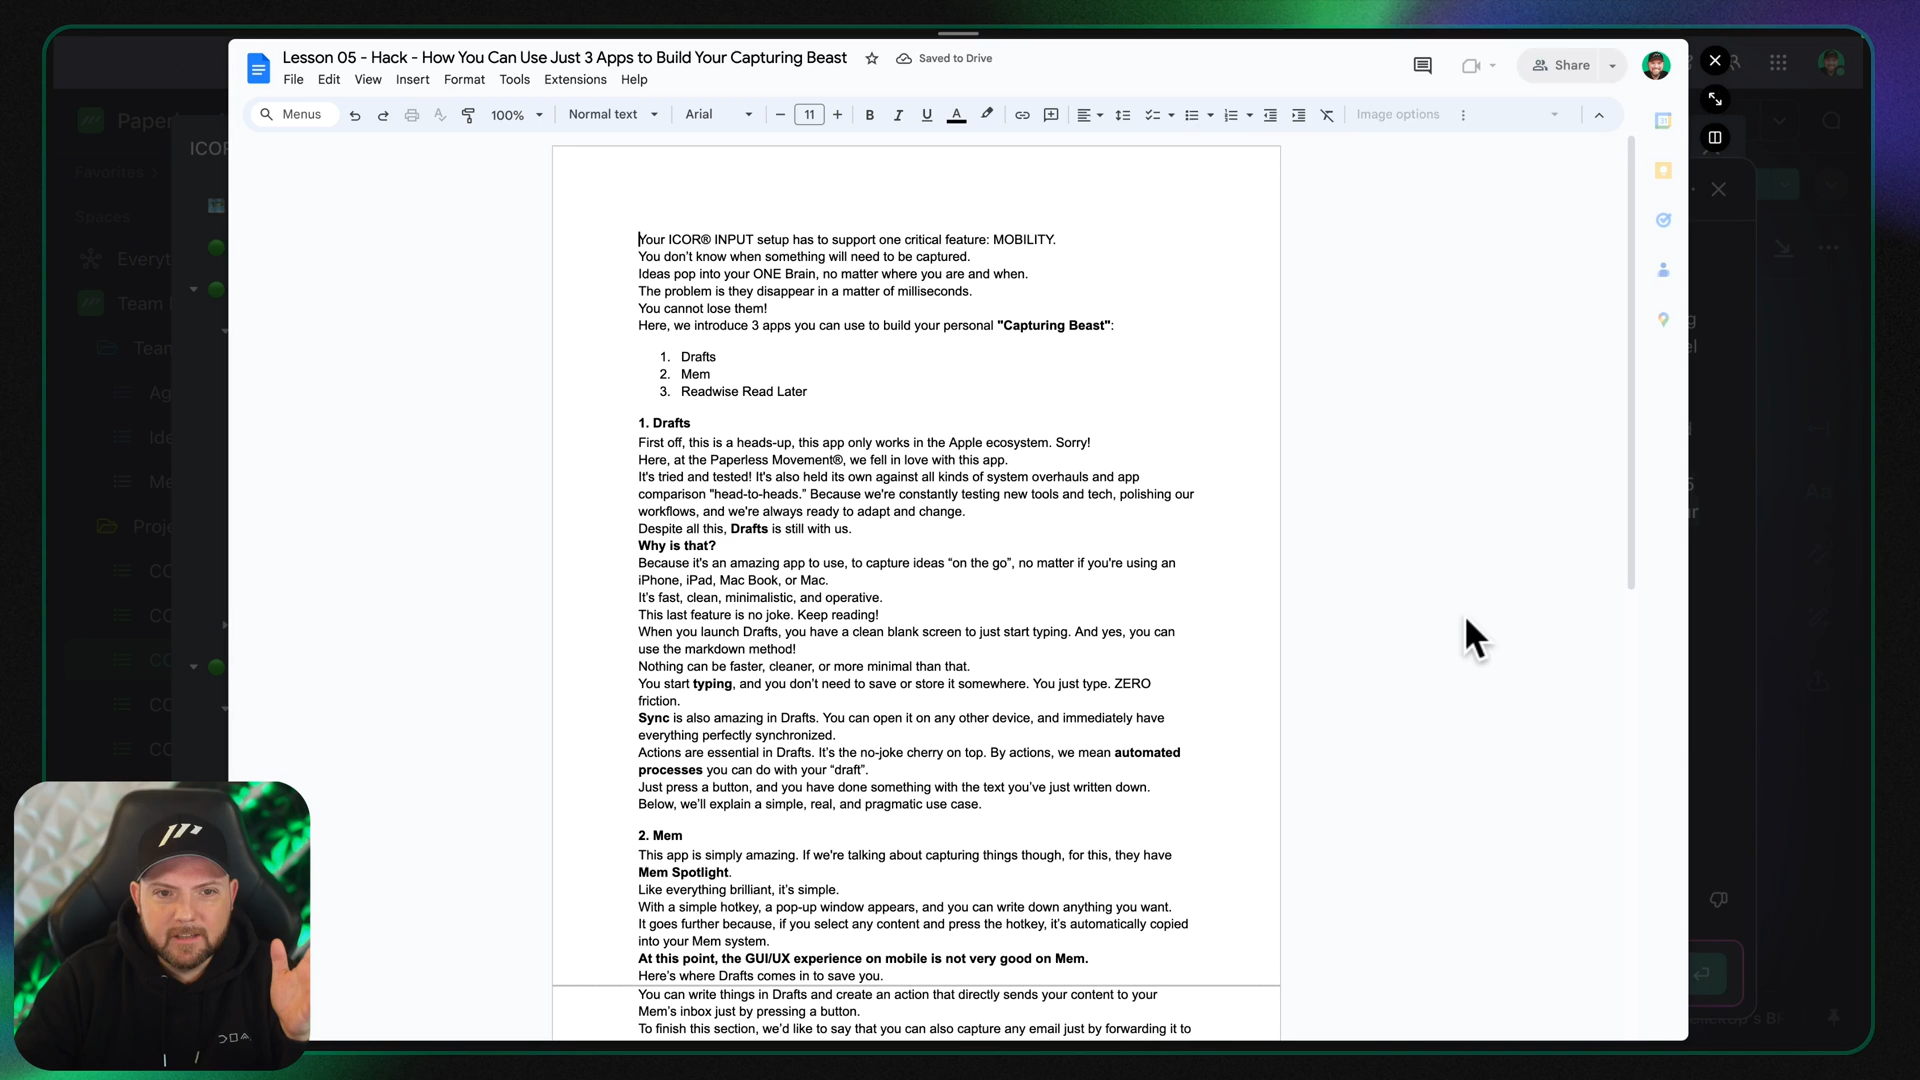 Lesson 05 - Hack - How You Can Use Just 3 Apps to Build Your Capturing Beast
Saved to Drive
File Edit View Insert Format Tools Extensions Help
Share
Menus
100%
Normal text
Arial
11
B I U A
Image options
Your ICOR® INPUT setup has to support one critical feature: MOBILITY.
You don't know when something will need to be captured.
Ideas pop into your ONE Brain, no matter where you are and when.
The problem is they disappear in a matter of milliseconds.
You cannot lose them!
Here, we introduce 3 apps you can use to build your personal "Capturing Beast":
1. Drafts
2. Mem
3. Readwise Read Later
1. Drafts
First off, this is a heads-up, this app only works in the Apple ecosystem. Sorry!
Here, at the Paperless Movement®, we fell in love with this app.
It's tried and tested! It's also held its own against all kinds of system overhauls and app
comparison "head-to-heads." Because we're constantly testing new tools and tech, polishing our
workflows, and we're always ready to adapt and change.
Despite all this, Drafts is still with us.
Why is that?
Because it's an amazing app to use, to capture ideas “on the go”, no matter if you're using an
iPhone, iPad, Mac Book, or Mac.
It's fast, clean, minimalistic, and operative.
This last feature is no joke. Keep reading!
When you launch Drafts, you have a clean blank screen to just start typing. And yes, you can
use the markdown method!
Nothing can be faster, cleaner, or more minimal than that.
You start typing, and you don't need to save or store it somewhere. You just type. ZERO
friction.
Sync is also amazing in Drafts. You can open it on any other device, and immediately have
everything perfectly synchronized.
Actions are essential in Drafts. It's the no-joke cherry on top. By actions, we mean automated
processes you can do with your “draft”.
Just press a button, and you have done something with the text you've just written down.
Below, we'll explain a simple, real, and pragmatic use case.
2. Mem
This app is simply amazing. If we're talking about capturing things though, for this, they have
Mem Spotlight.
Like everything brilliant, it's simple.
With a simple hotkey, a pop-up window appears, and you can write down anything you want.
It goes further because, if you select any content and press the hotkey, it's automatically copied
into your Mem system.
At this point, the GUI/UX experience on mobile is not very good on Mem.
Here's where Drafts comes in to save you.
You can write things in Drafts and create an action that directly sends your content to your
Mem's inbox just by pressing a button.
To finish this section, we'd like to say that you can also capture any email just by forwarding it to
Paper
ICOR
Favorites
Spaces
Everyt
Team
Tean
Ag
Ide
Me
Proje
CC
CC
CC
CC
CC
Aa